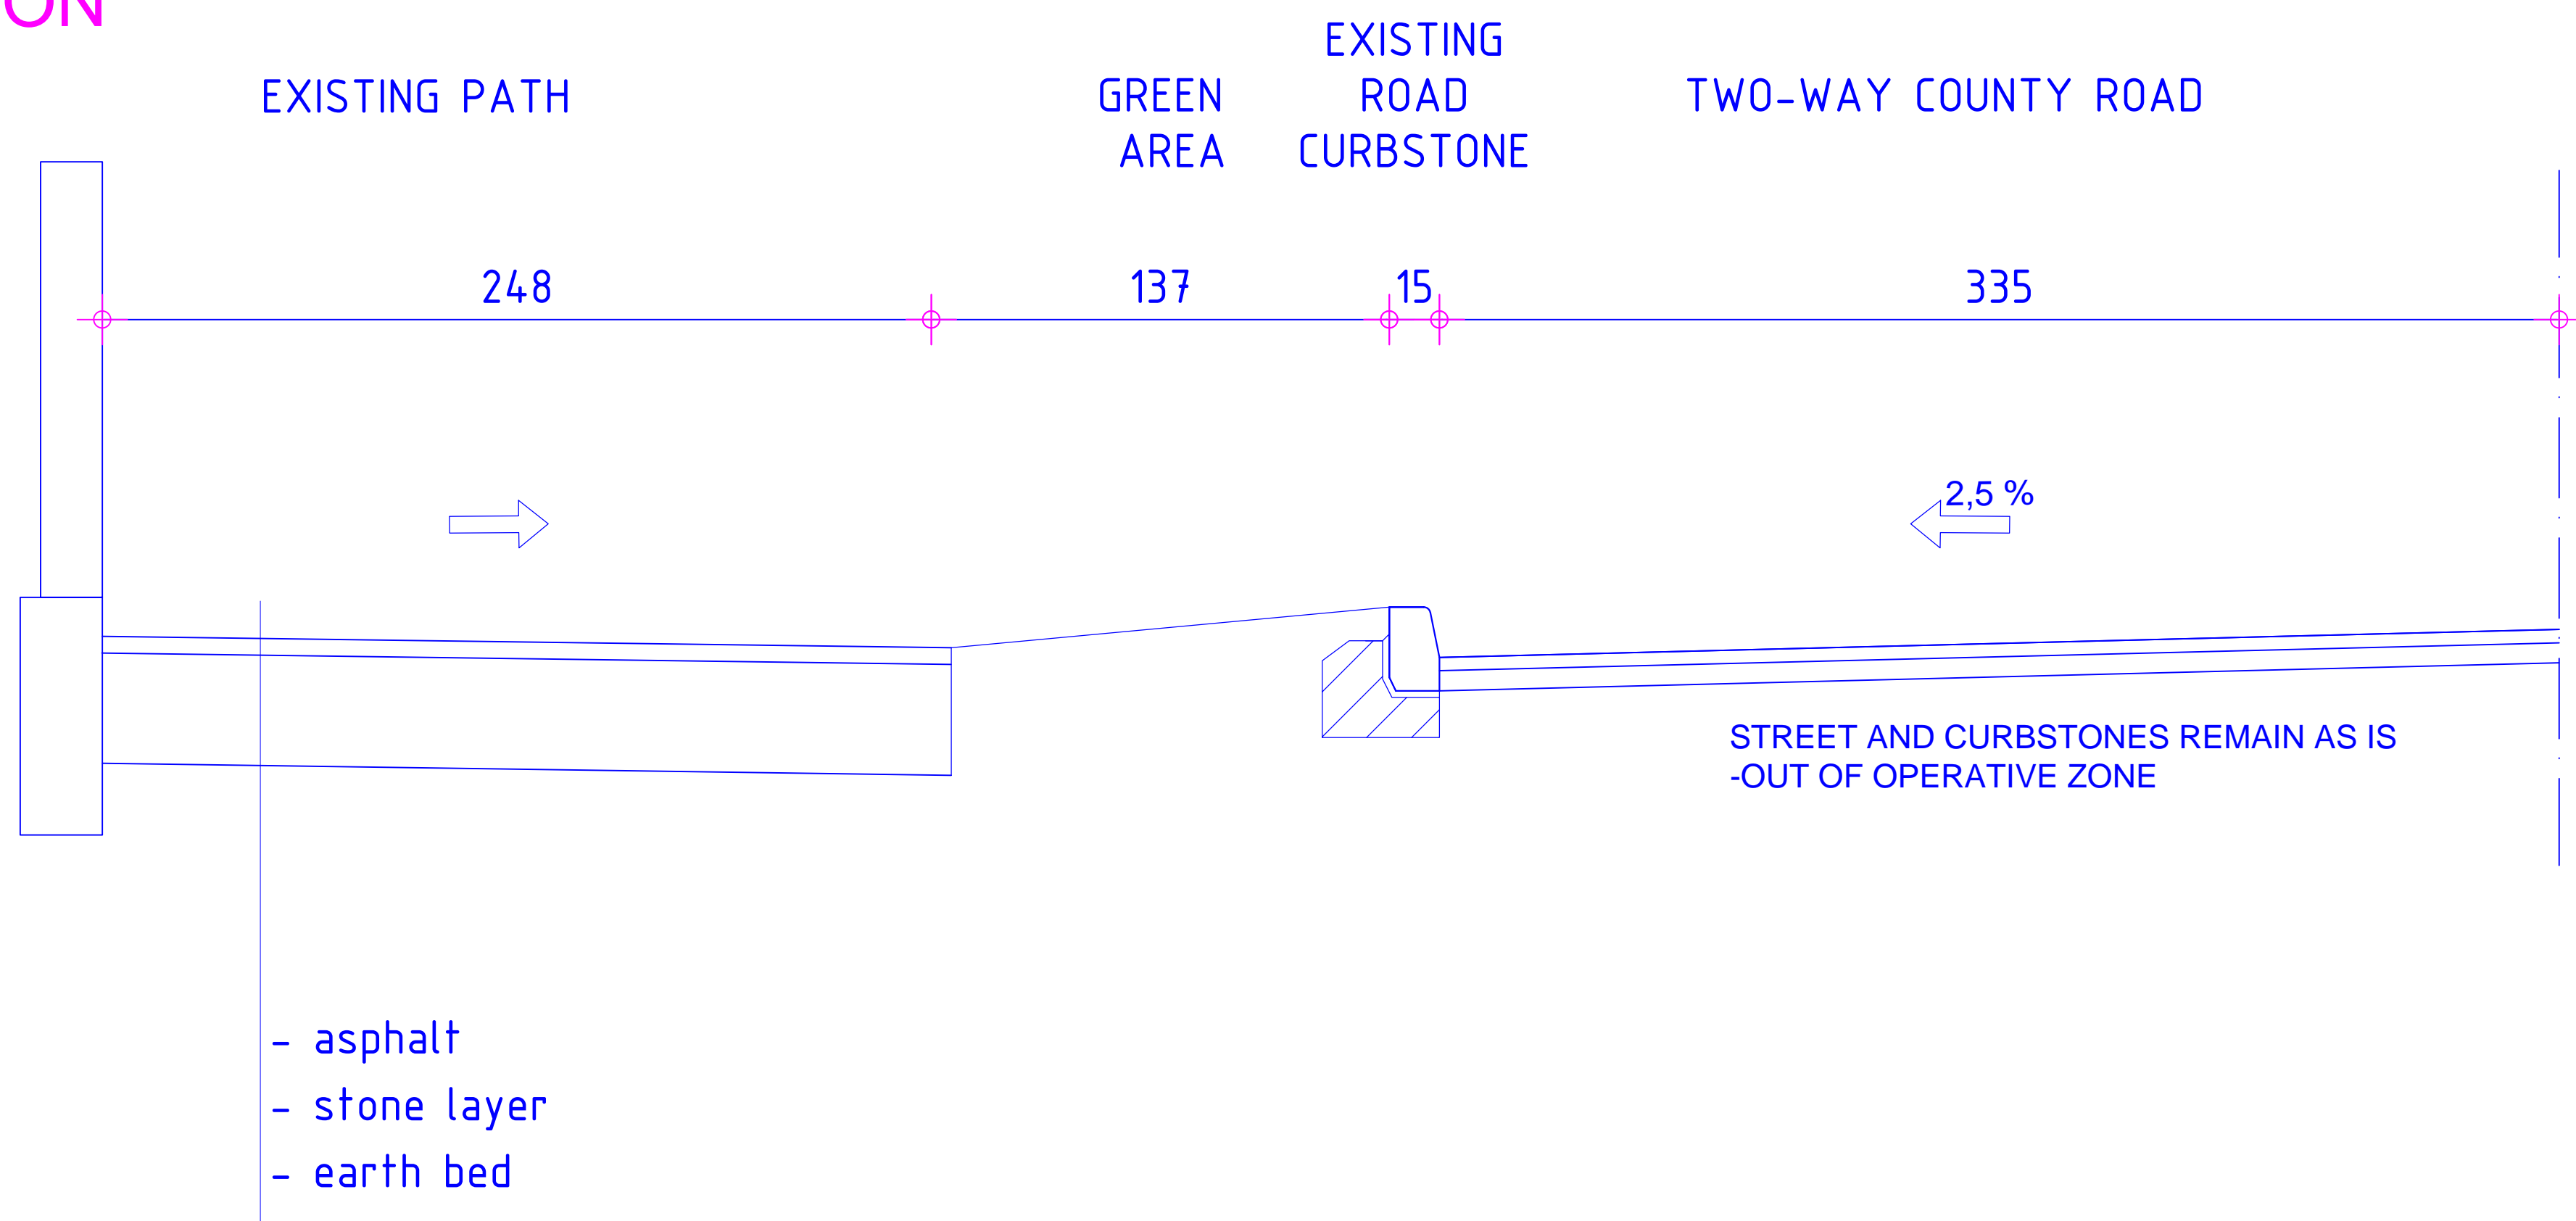 ON
EXISTING PATH
GREEN
AREA
EXISTING
ROAD
CURBSTONE
TWO-WAY COUNTY ROAD
248
137
15
335
2,5 %
STREET AND CURBSTONES REMAIN AS IS
-OUT OF OPERATIVE ZONE
- asphalt
- stone layer
- earth bed